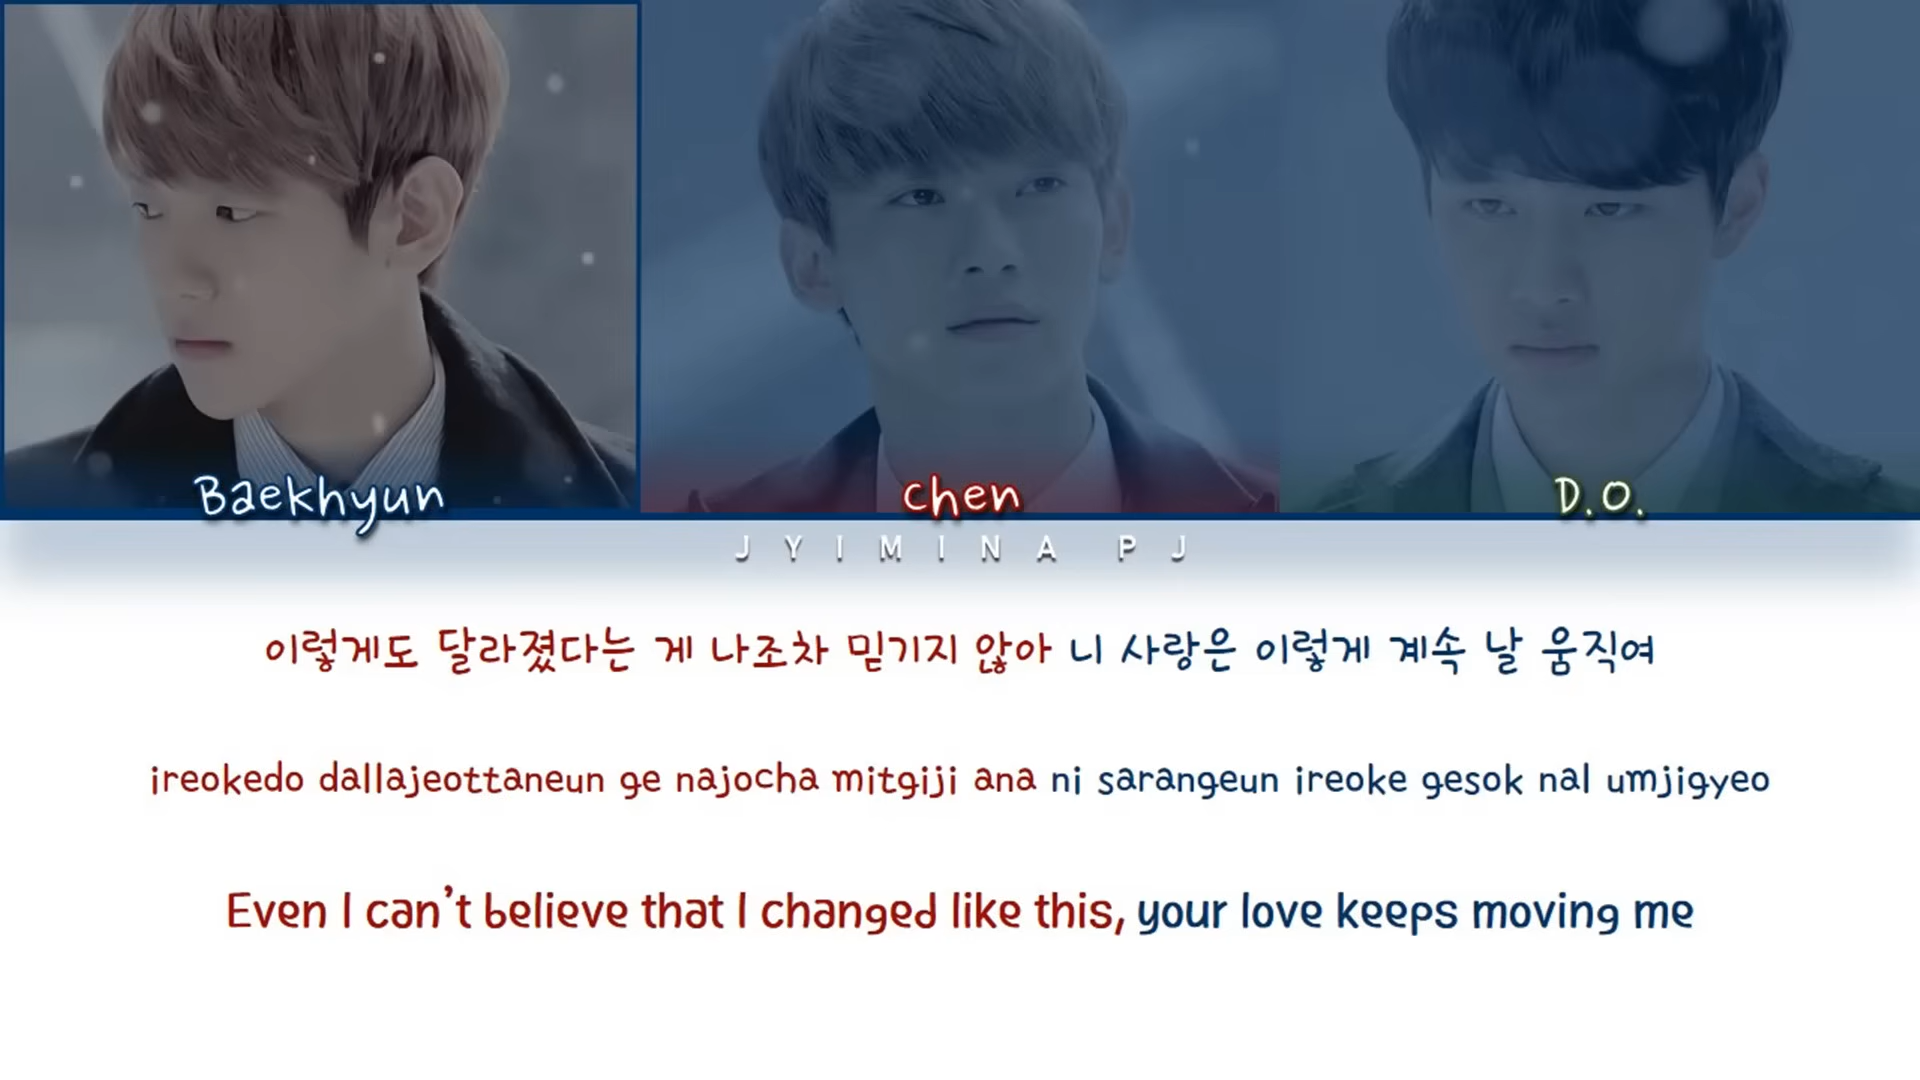 Baekhyun chen D.O.
JYIMINA PJ
이렇게도 달라졌다는 게 나조차 믿기지 않아 니 사랑은 이렇게 계속 날 움직여
ireokedo dallajeottaneun ge najocha mitgiji ana ni sarangeun ireoke gesok nal umjigyeo
Even I can't believe that I changed like this, your love keeps moving me